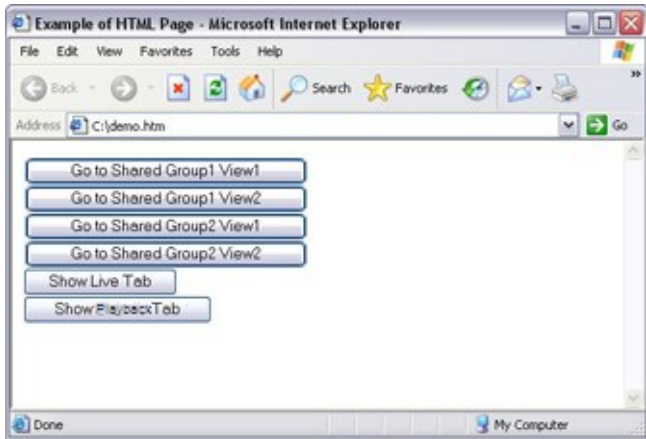 Example of HTML Page - Microsoft Internet Explorer
File Edit View Favorites Tools Help
Back Search Favorites
Address C:\demo.htm Go
Go to Shared Group1 View1
Go to Shared Group1 View2
Go to Shared Group2 View1
Go to Shared Group2 View2
Show Live Tab
Show Playback Tab
Done My Computer